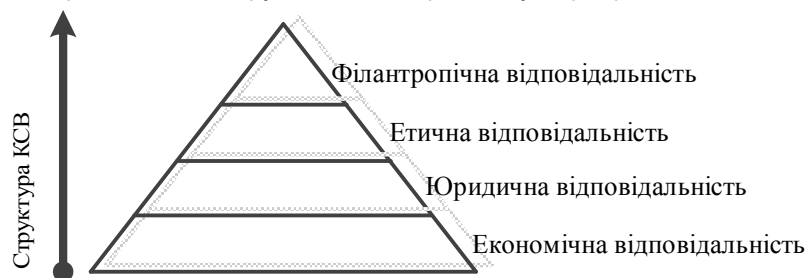 Філантропічна відповідальність
Етична відповідальність
Юридична відповідальність
Економічна відповідальність
Структура КСВ